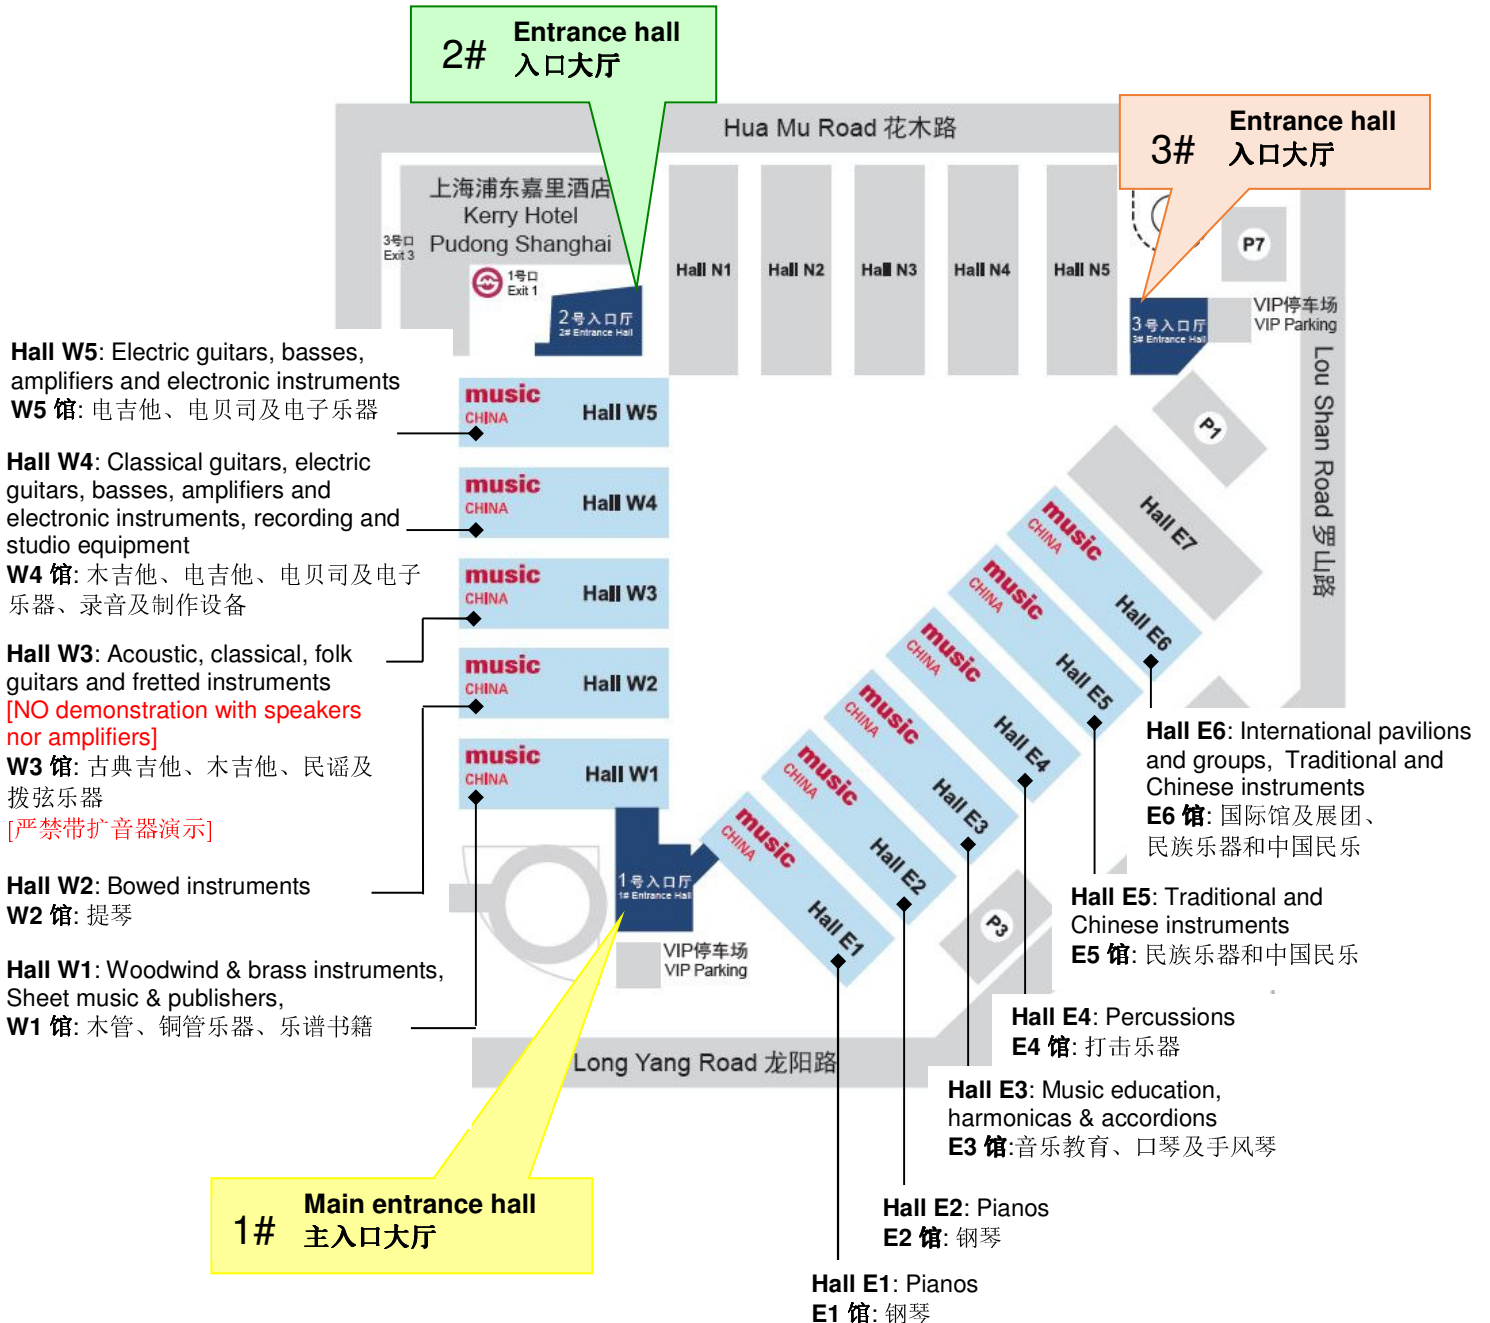 2#
Entrance hall
入口大厅
3#
Entrance hall
入口大厅
Hua Mu Road 花木路
上海浦东嘉里酒店
Kerry Hotel
Pudong Shanghai
3号口
Exit 3
1号口
Exit 1
2号入口厅
2# Entrance Hall
Hall N1
Hall N2
Hall N3
Hall N4
Hall N5
P7
VIP停车场
VIP Parking
3号入口厅
3# Entrance Hall
Lou Shan Road 罗山路
P1
Hall W5: Electric guitars, basses,
amplifiers and electronic instruments
W5 馆: 电吉他、电贝司及电子乐器
music
CHINA
Hall W5
Hall W4: Classical guitars, electric
guitars, basses, amplifiers and
electronic instruments, recording and
studio equipment
W4 馆: 木吉他、电吉他、电贝司及电子
乐器、录音及制作设备
music
CHINA
Hall W4
Hall W3: Acoustic, classical, folk
guitars and fretted instruments
[NO demonstration with speakers
nor amplifiers]
W3 馆: 古典吉他、木吉他、民谣及
拨弦乐器
[严禁带扩音器演示]
music
CHINA
Hall W3
Hall W2: Bowed instruments
W2 馆: 提琴
music
CHINA
Hall W2
Hall W1: Woodwind & brass instruments,
Sheet music & publishers,
W1 馆: 木管、铜管乐器、乐谱书籍
music
CHINA
Hall W1
1号入口厅
1# Entrance Hall
VIP停车场
VIP Parking
Hall E7
music
CHINA
Hall E6
music
CHINA
Hall E5
music
CHINA
Hall E4
music
CHINA
Hall E3
music
CHINA
Hall E2
music
CHINA
Hall E1
P3
Hall E6: International pavilions
and groups, Traditional and
Chinese instruments
E6 馆: 国际馆及展团、
民族乐器和中国民乐
Hall E5: Traditional and
Chinese instruments
E5 馆: 民族乐器和中国民乐
Hall E4: Percussions
E4 馆: 打击乐器
Hall E3: Music education,
harmonicas & accordions
E3 馆:音乐教育、口琴及手风琴
Hall E2: Pianos
E2 馆: 钢琴
Hall E1: Pianos
E1 馆: 钢琴
Long Yang Road 龙阳路
1#
Main entrance hall
主入口大厅